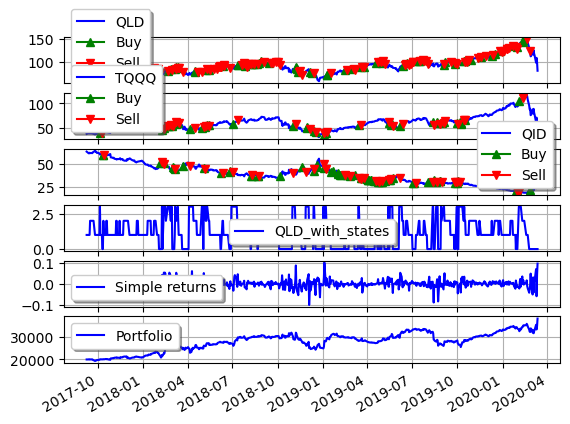 QLD
Buy
Sell
150
100
TQQQ
Buy
Sell
100
50
QID
Buy
Sell
50
25
2.5
0.0
QLD_with_states
0.1
0.0
−0.1
Simple returns
30000
20000
Portfolio
2017-10 2018-01 2018-04 2018-07 2018-10 2019-01 2019-04 2019-07 2019-10 2020-01 2020-04